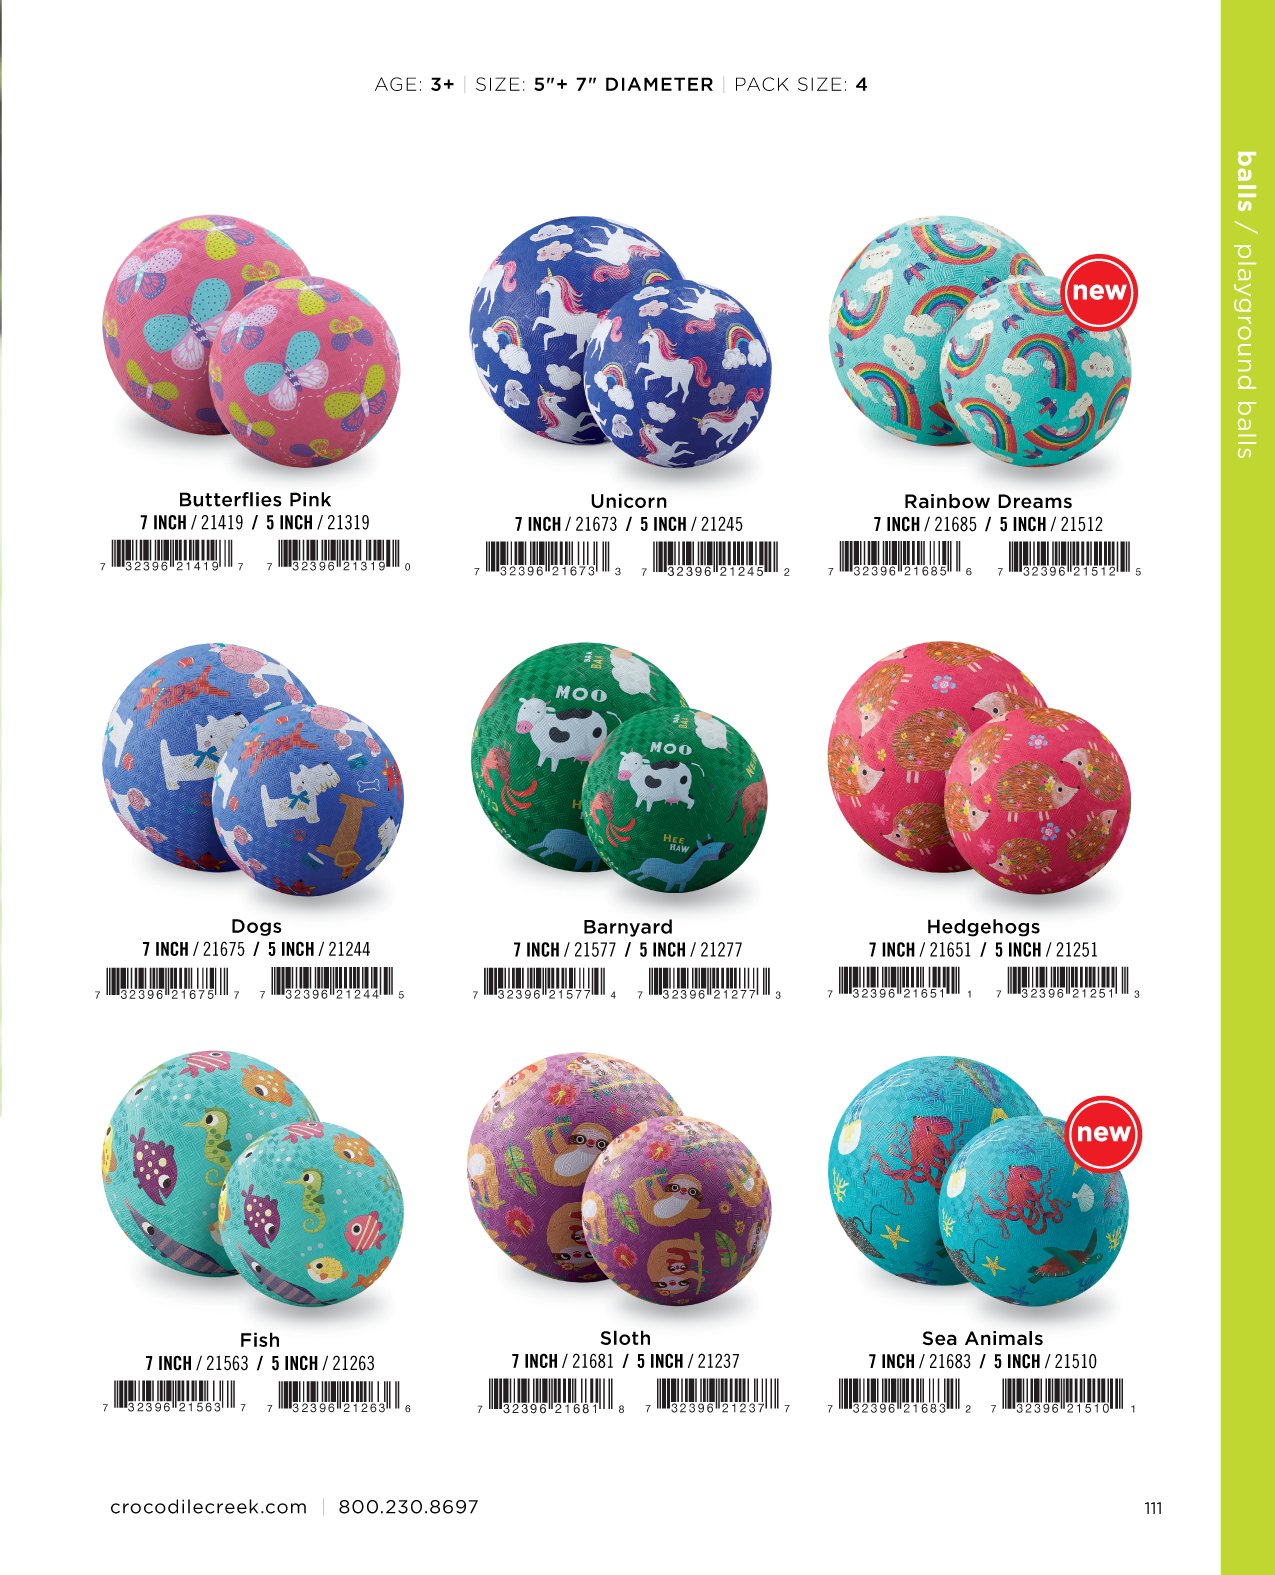 AGE: 3+ | SIZE: 5"+ 7" DIAMETER | PACK SIZE: 4
balls / playground balls
new
Butterflies Pink
7 INCH / 21419 / 5 INCH / 21319
7 32396 21419 7 7 32396 21319 0
Unicorn
7 INCH / 21673 / 5 INCH / 21245
7 32396 21673 3 7 32396 21245 2
Rainbow Dreams
7 INCH / 21685 / 5 INCH / 21512
7 32396 21685 6 7 32396 21512 5
BAA
BAA
MOO
MOO
HEE
HAW
Dogs
7 INCH / 21675 / 5 INCH / 21244
7 32396 21675 7 7 32396 21244 5
Barnyard
7 INCH / 21577 / 5 INCH / 21277
7 32396 21577 4 7 32396 21277 3
Hedgehogs
7 INCH / 21651 / 5 INCH / 21251
7 32396 21651 1 7 32396 21251 3
new
Fish
7 INCH / 21563 / 5 INCH / 21263
7 32396 21563 7 7 32396 21263 6
Sloth
7 INCH / 21681 / 5 INCH / 21237
7 32396 21681 8 7 32396 21237 7
Sea Animals
7 INCH / 21683 / 5 INCH / 21510
7 32396 21683 2 7 32396 21510 1
crocodilecreek.com | 800.230.8697
111